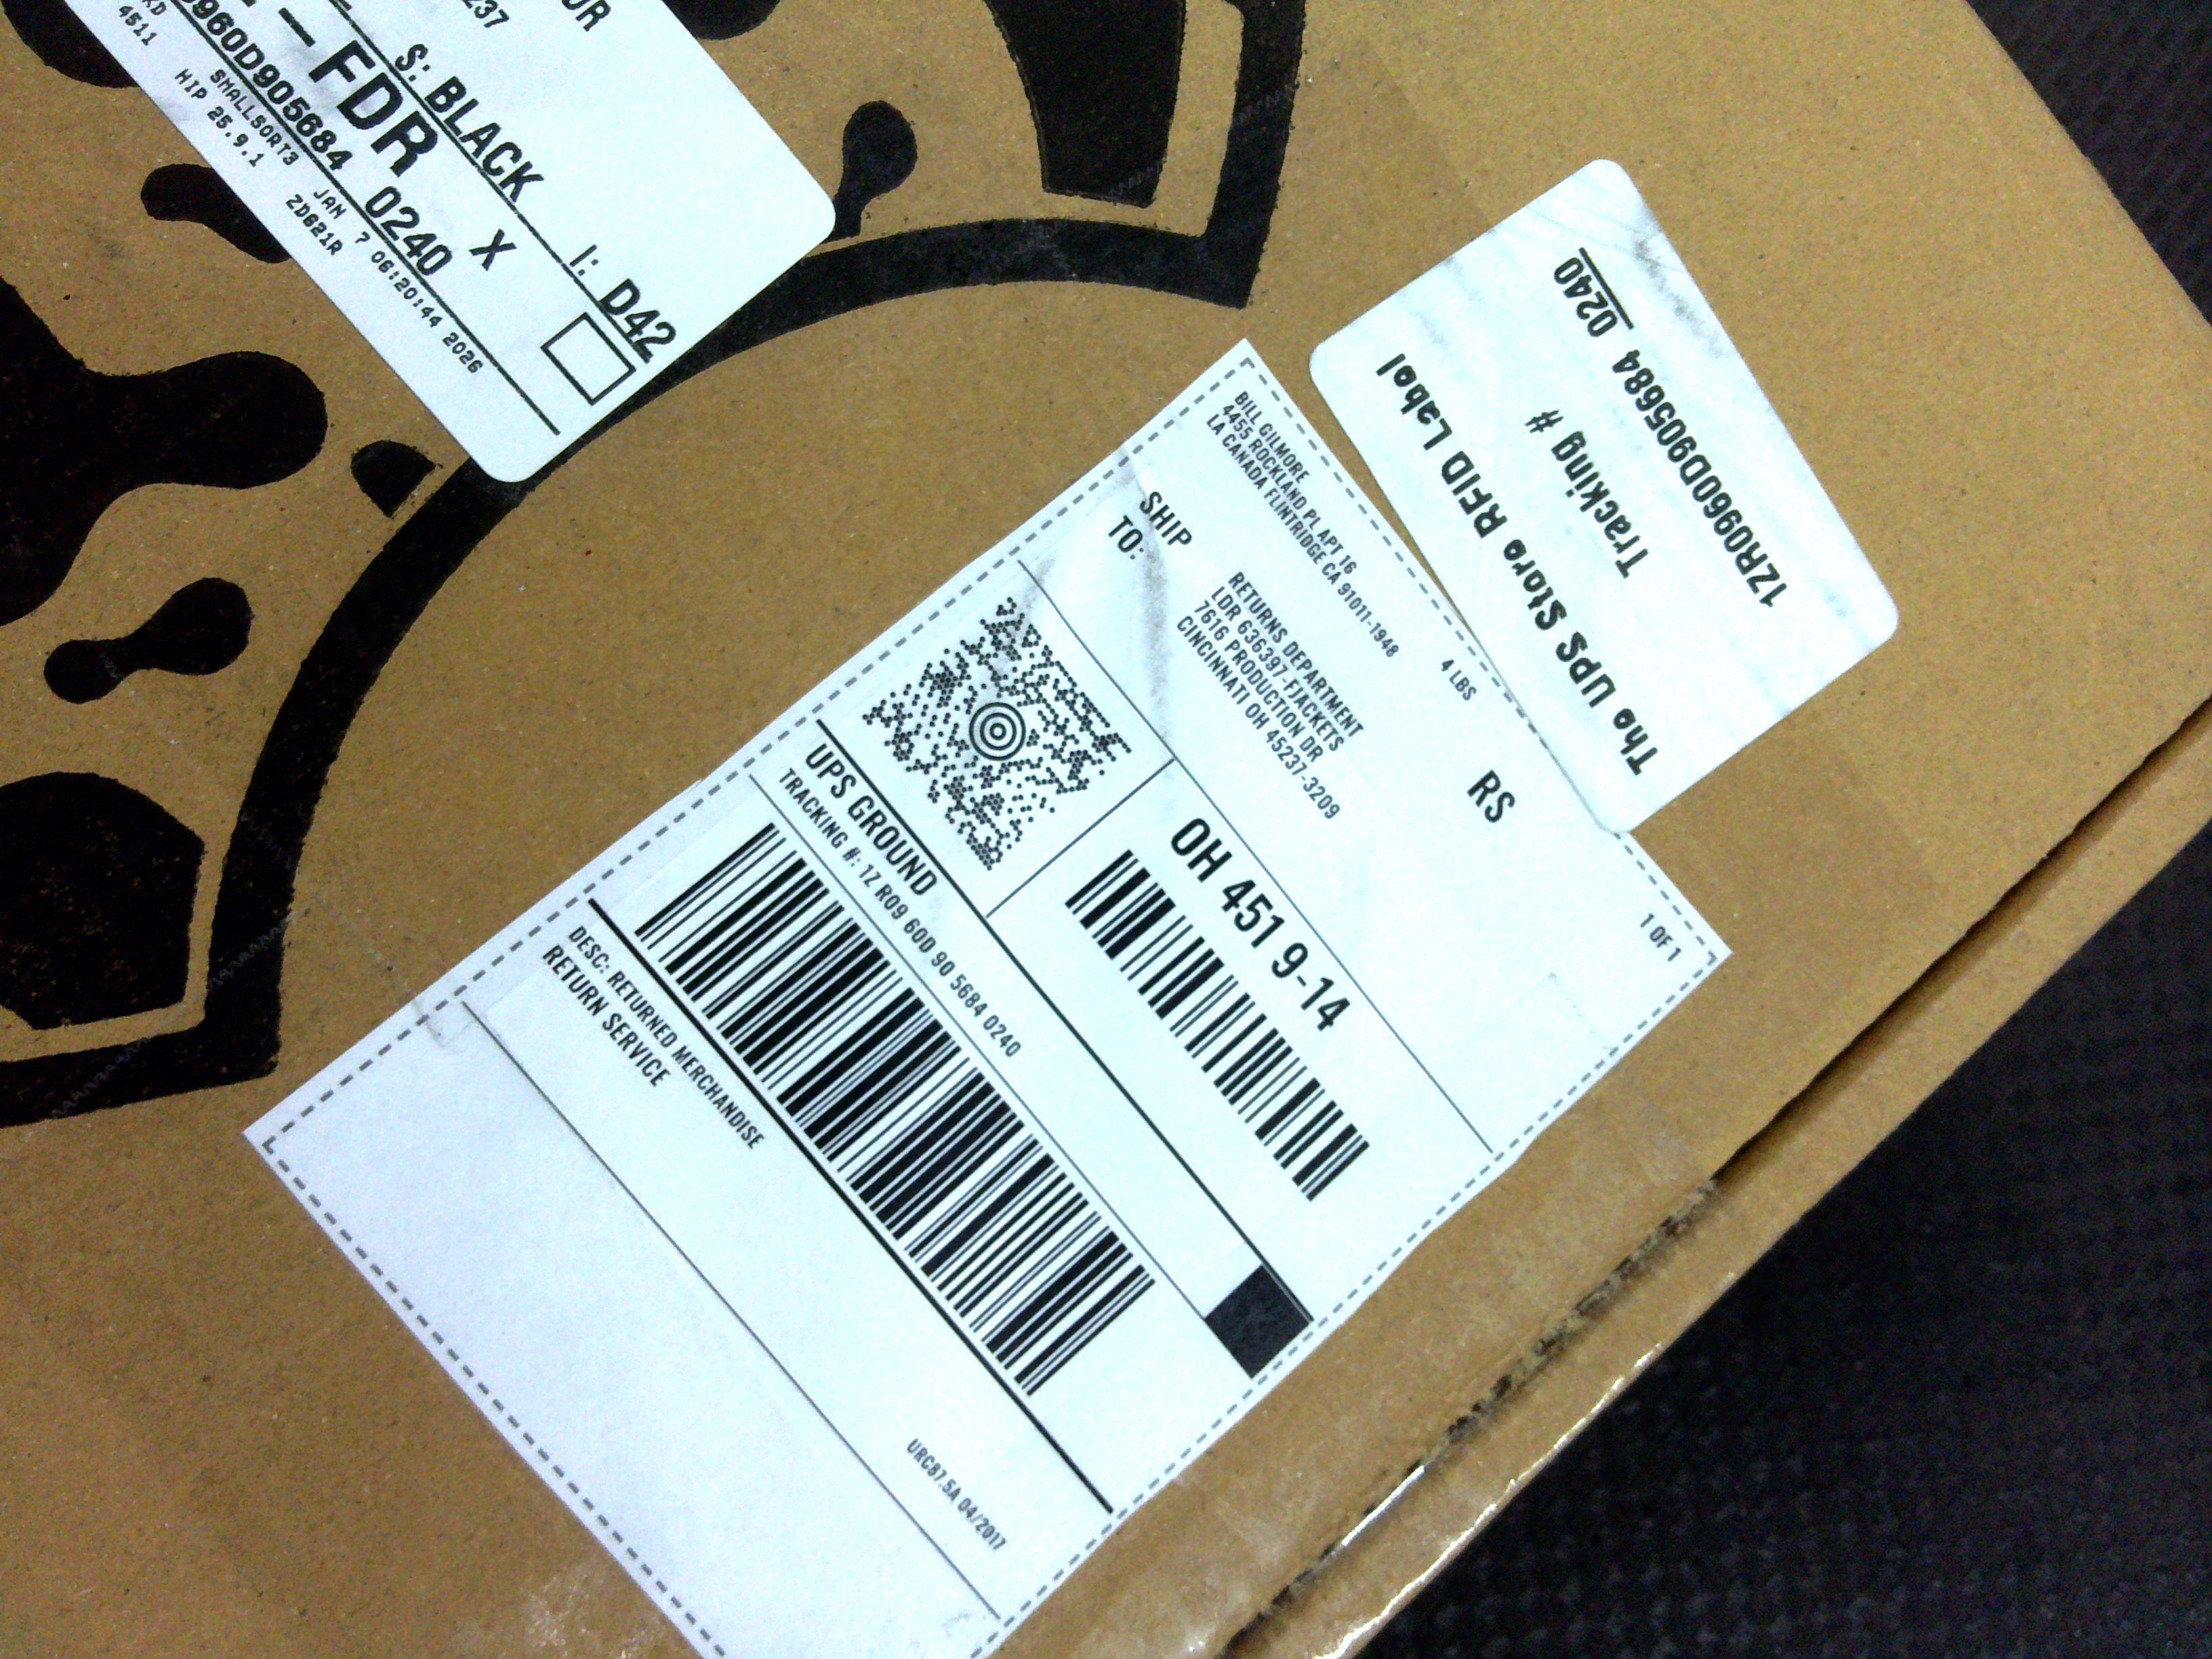 BILL GILMORE
4455 ROCKLAND PL APT 16
LA CANADA FLINTRIDGE CA 91011-1948
4 LBS
1 OF 1
RS
SHIP
TO:
RETURNS DEPARTMENT
LDR 636397-FJACKETS
7616 PRODUCTION DR
CINCINNATI OH 45237-3209
OH 451 9-14
UPS GROUND
TRACKING #: 1Z R09 60D 90 5684 0240
DESC: RETURNED MERCHANDISE
RETURN SERVICE
URC87.5A 04/2017
The UPS Store RFID Label
Tracking #
1ZR0960D905684 0240
S: BLACK I: D42
FDR X
0960D905684 0240
SMALLSORT3 JAN 7 06:20:44 2026
HIP 25.9.1 ZD621R
4511